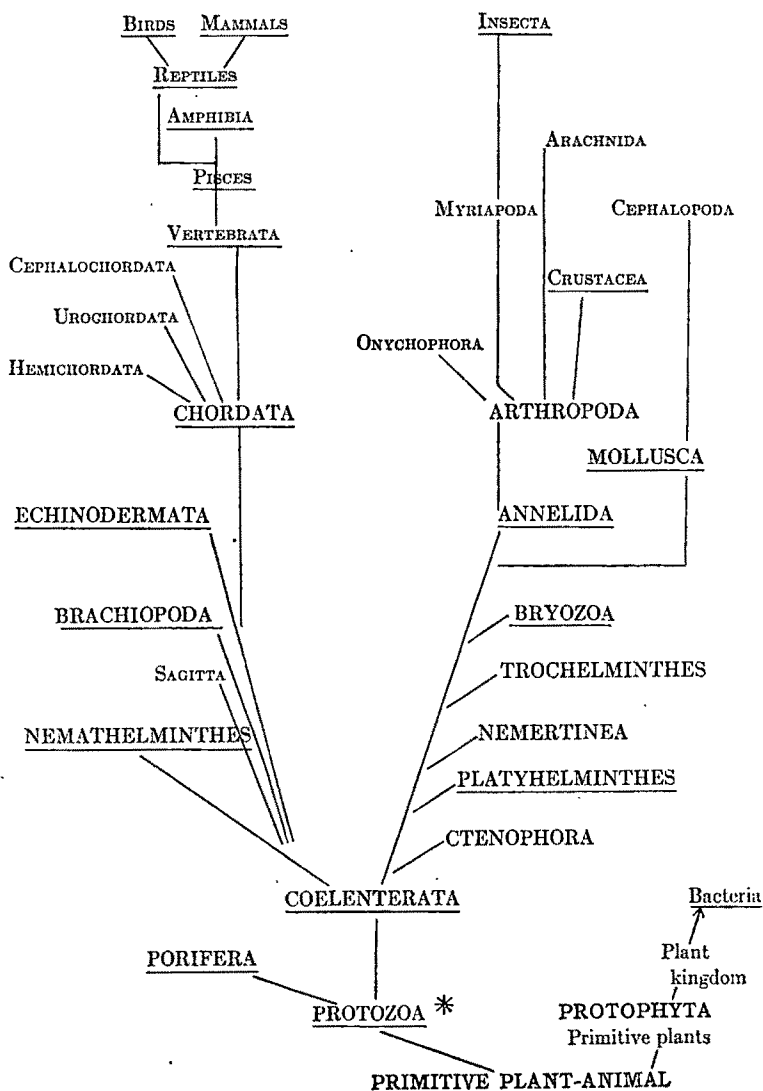 BIRDS MAMMALS
INSECTA
REPTILES
AMPHIBIA
ARACHNIDA
PISCES
MYRIAPODA CEPHALOPODA
VERTEBRATA
CEPHALOCHORDATA
CRUSTACEA
UROCHORDATA
ONYCHOPHORA
HEMICHORDATA
CHORDATA ARTHROPODA
MOLLUSCA
ECHINODERMATA ANNELIDA
BRACHIOPODA BRYOZOA
SAGITTA TROCHELMINTHES
NEMATHELMINTHES NEMERTINEA
PLATYHELMINTHES
CTENOPHORA
COELENTERATA Bacteria
PORIFERA Plant
kingdom
PROTOZOA * PROTOPHYTA
Primitive plants
PRIMITIVE PLANT-ANIMAL